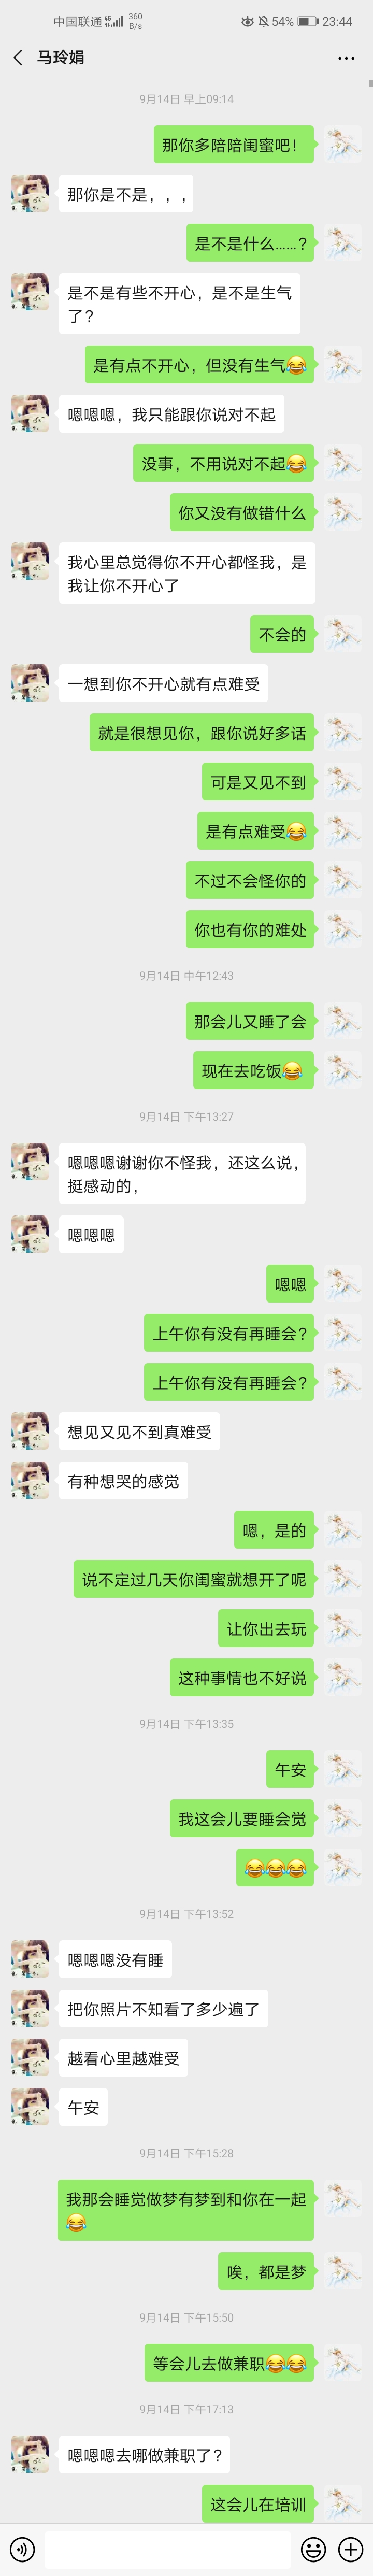 中国联通 46 360 B/s 54% 23:44
马玲娟
9月14日 早上09:14
那你多陪陪闺蜜吧！
那你是不是，，，
是不是什么……？
是不是有些不开心，是不是生气
了？
是有点不开心，但没有生气😂
嗯嗯嗯，我只能跟你说对不起
没事，不用说对不起😂
你又没有做错什么
我心里总觉得你不开心都怪我，是
我让你不开心了
不会的
一想到你不开心就有点难受
就是很想见你，跟你说好多话
可是又见不到
是有点难受😂
不过不会怪你的
你也有你的难处
9月14日 中午12:43
那会儿又睡了会
现在去吃饭😂
9月14日 下午13:27
嗯嗯嗯谢谢你不怪我，还这么说，
挺感动的，
嗯嗯嗯
嗯嗯
上午你有没有再睡会？
上午你有没有再睡会？
想见又见不到真难受
有种想哭的感觉
嗯，是的
说不定过几天你闺蜜就想开了呢
让你出去玩
这种事情也不好说
9月14日 下午13:35
午安
我这会儿要睡会觉
😂😂😂
9月14日 下午13:52
嗯嗯嗯没有睡
把你照片不知看了多少遍了
越看心里越难受
午安
9月14日 下午15:28
我那会睡觉做梦有梦到和你在一起
😂
唉，都是梦
9月14日 下午15:50
等会儿去做兼职😂😂
9月14日 下午17:13
嗯嗯嗯去哪做兼职了？
这会儿在培训